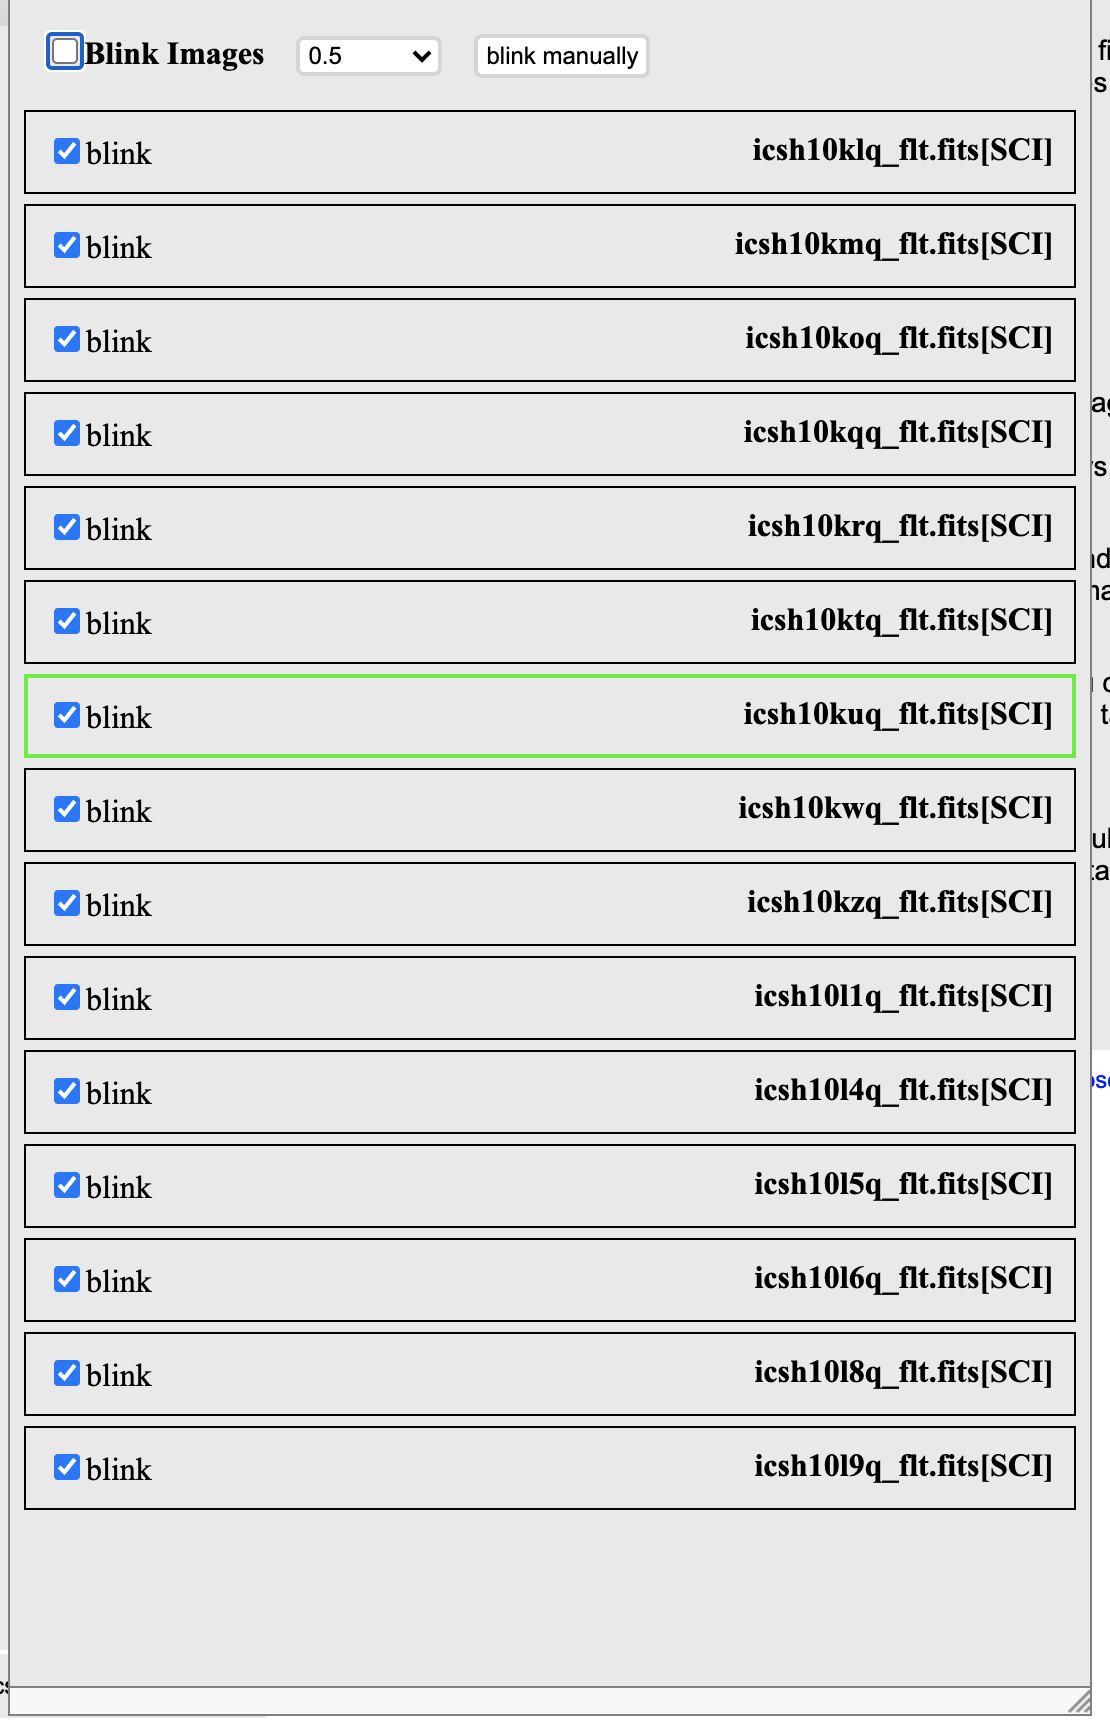 Blink Images 0.5 blink manually
blink icsh10klq_flt.fits[SCI]
blink icsh10kmq_flt.fits[SCI]
blink icsh10koq_flt.fits[SCI]
blink icsh10kqq_flt.fits[SCI]
blink icsh10krq_flt.fits[SCI]
blink icsh10ktq_flt.fits[SCI]
blink icsh10kuq_flt.fits[SCI]
blink icsh10kwq_flt.fits[SCI]
blink icsh10kzq_flt.fits[SCI]
blink icsh10l1q_flt.fits[SCI]
blink icsh10l4q_flt.fits[SCI]
blink icsh10l5q_flt.fits[SCI]
blink icsh10l6q_flt.fits[SCI]
blink icsh10l8q_flt.fits[SCI]
blink icsh10l9q_flt.fits[SCI]